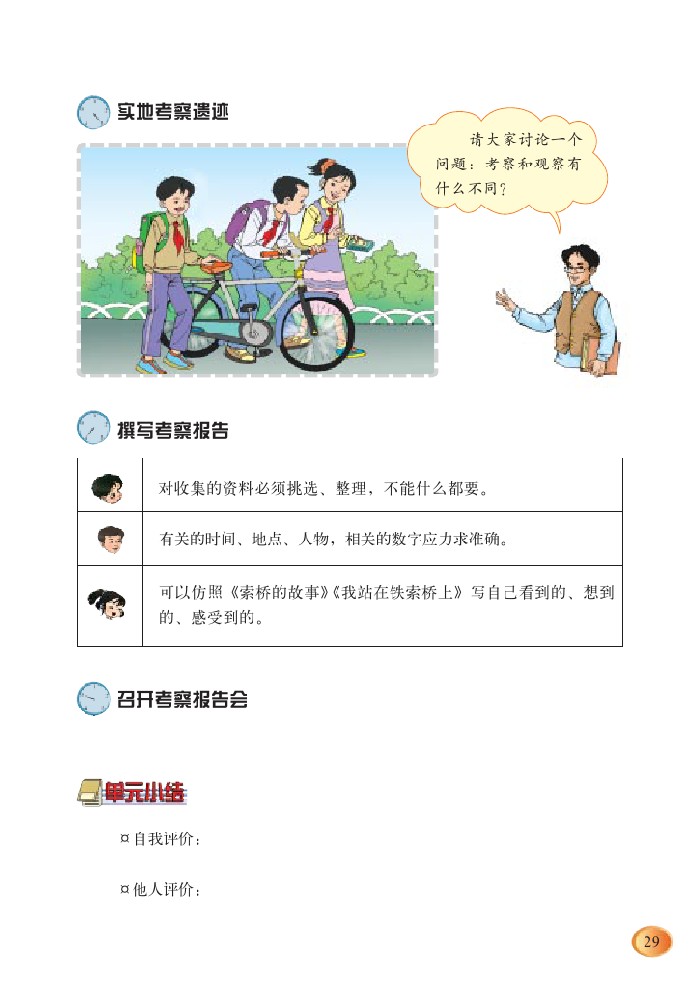 实地考察遗迹
请大家讨论一个
问题：考察和观察有
什么不同？
撰写考察报告
对收集的资料必须挑选、整理，不能什么都要。
有关的时间、地点、人物，相关的数字应力求准确。
可以仿照《索桥的故事》《我站在铁索桥上》写自己看到的、想到
的、感受到的。
召开考察报告会
单元小结
¤自我评价：
¤他人评价：
29